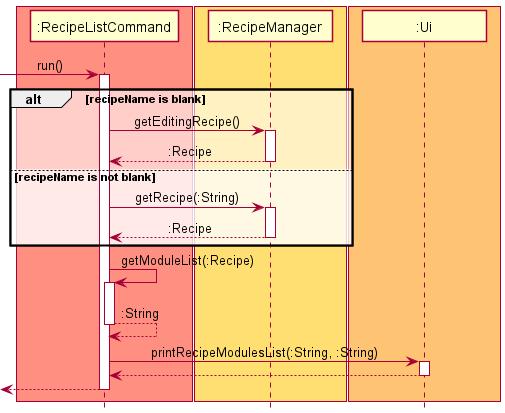 :RecipeListCommand
:RecipeManager
:Ui
run()
alt
[recipeName is blank]
getEditingRecipe()
:Recipe
[recipeName is not blank]
getRecipe(:String)
:Recipe
getModuleList(:Recipe)
:String
printRecipeModulesList(:String, :String)